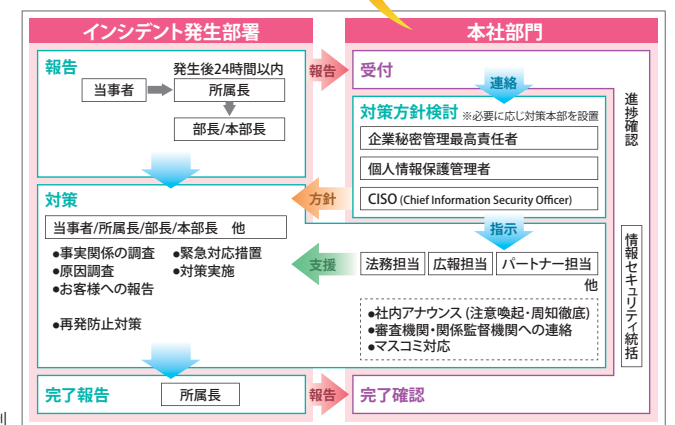 インシデント発生部署
本社部門
報告
発生後24時間以内
当事者
所属長
部長/本部長
報告
受付
連絡
対策方針検討 ※必要に応じ対策本部を設置
企業秘密管理最高責任者
個人情報保護管理者
CISO (Chief Information Security Officer)
進捗確認
方針
指示
対策
当事者/所属長/部長/本部長 他
●事実関係の調査 ●緊急対応措置
●原因調査 ●対策実施
●お客様への報告
●再発防止対策
支援
法務担当 広報担当 パートナー担当
他
●社内アナウンス (注意喚起・周知徹底)
●審査機関・関係監督機関への連絡
●マスコミ対応
情報セキュリティ統括
完了報告
所属長
報告
完了確認